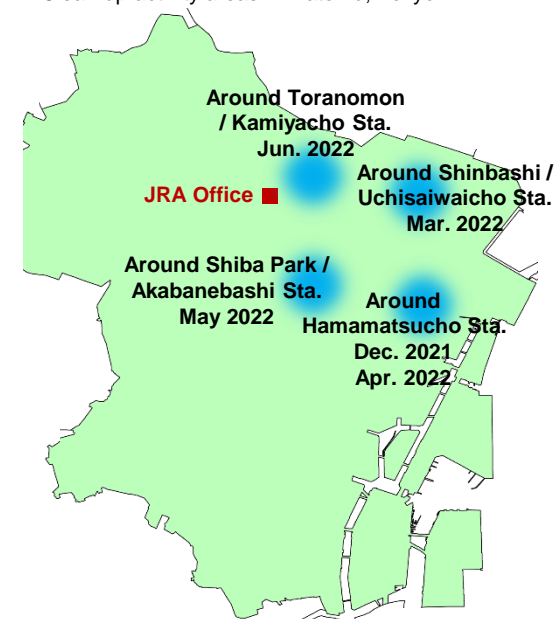 Around Toranomon
/ Kamiyacho Sta.
Jun. 2022
Around Shinbashi /
Uchisaiwaicho Sta.
Mar. 2022
JRA Office
Around Shiba Park /
Akabanebashi Sta.
May 2022
Around
Hamamatsucho Sta.
Dec. 2021
Apr. 2022